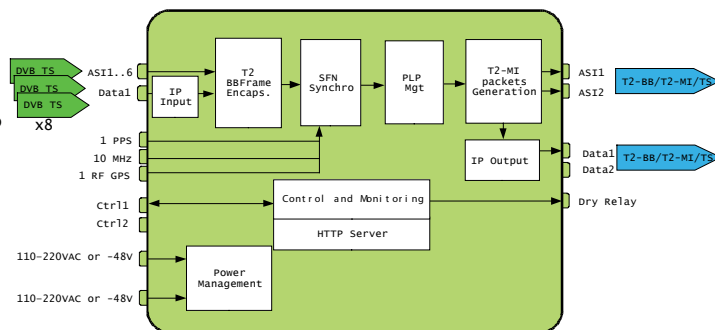 DVB TS
DVB TS
DVB TS
x8
ASI1..6
Data1
1 PPS
10 MHz
1 RF GPS
Ctrl1
Ctrl2
110-220VAC or -48V
110-220VAC or -48V
IP
Input
T2
BBFrame
Encaps.
SFN
Synchro
PLP
Mgt
T2-MI
packets
Generation
IP Output
Control and Monitoring
HTTP Server
Power
Management
ASI1
ASI2
Data1
Data2
Dry Relay
T2-BB/T2-MI/TS
T2-BB/T2-MI/TS